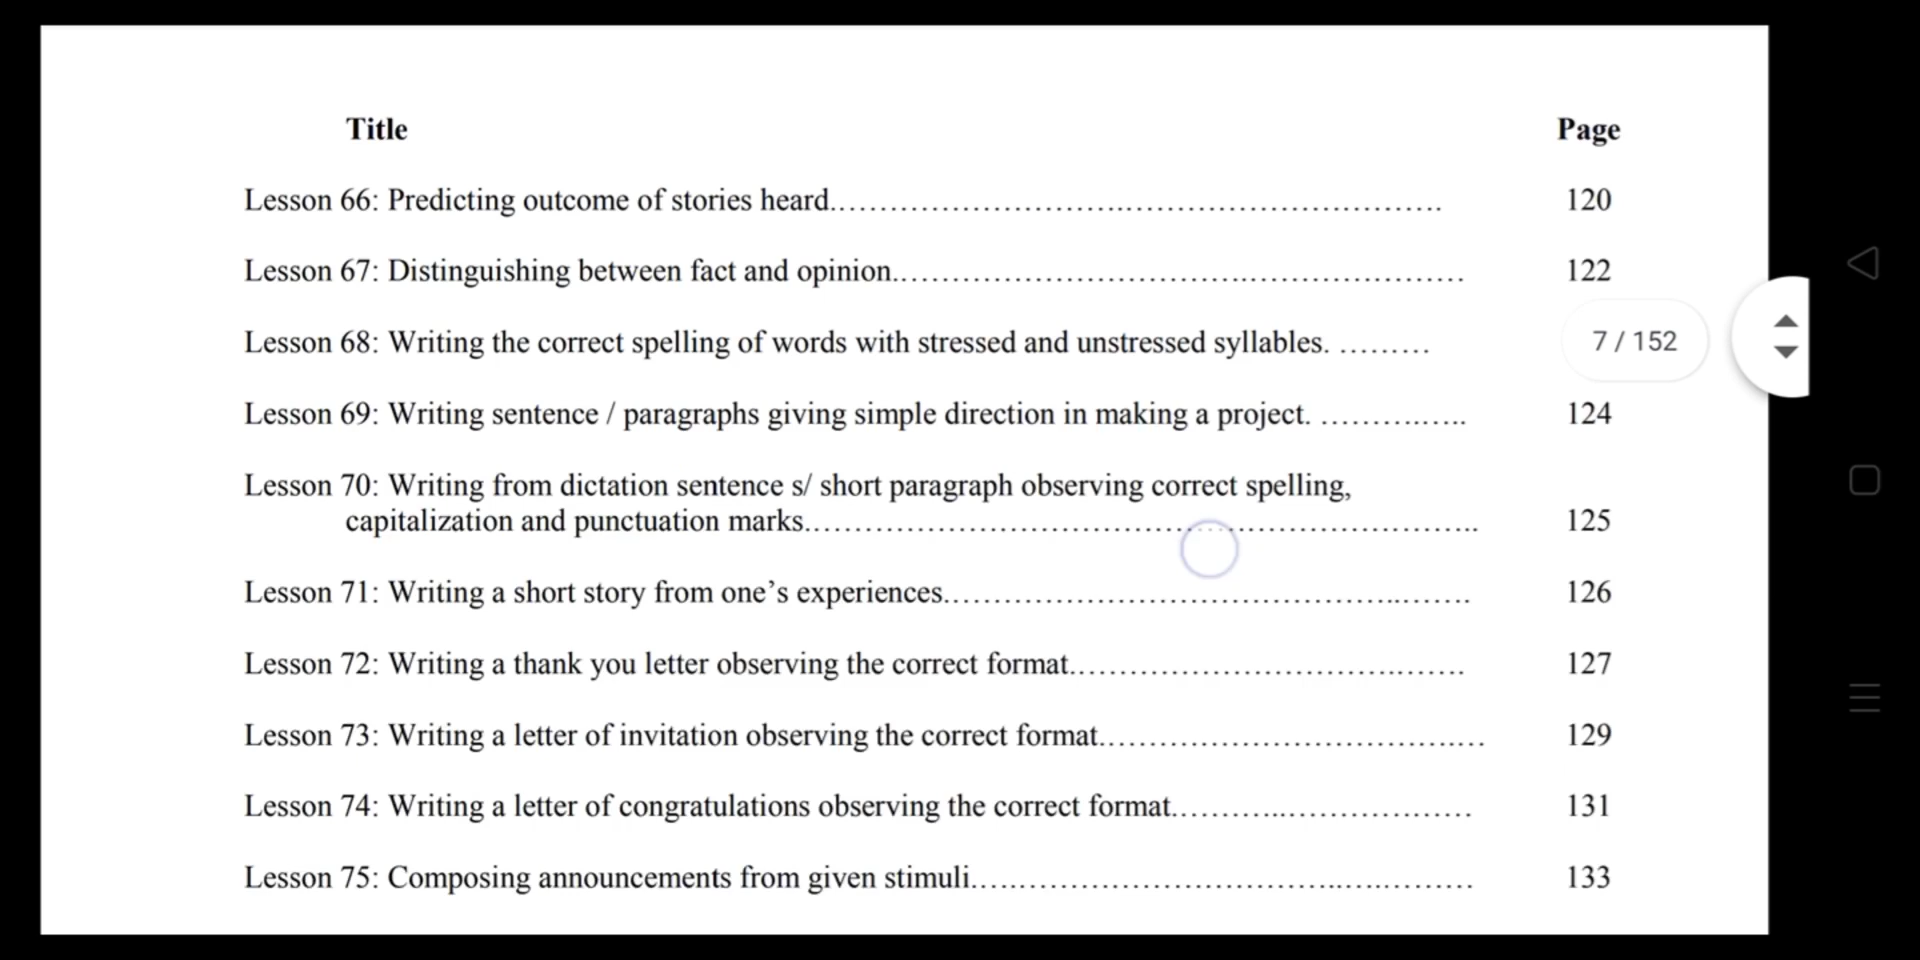 Title Page
Lesson 66: Predicting outcome of stories heard.……………………………………………………………… 120
Lesson 67: Distinguishing between fact and opinion.………………………………………………………… 122
Lesson 68: Writing the correct spelling of words with stressed and unstressed syllables. ……… 7 / 152
Lesson 69: Writing sentence / paragraphs giving simple direction in making a project. ……………. 124
Lesson 70: Writing from dictation sentence s/ short paragraph observing correct spelling,
capitalization and punctuation marks.…………………………………………………………………….. 125
Lesson 71: Writing a short story from one’s experiences.……………………………………………………. 126
Lesson 72: Writing a thank you letter observing the correct format.………………………………………. 127
Lesson 73: Writing a letter of invitation observing the correct format.……………………………………… 129
Lesson 74: Writing a letter of congratulations observing the correct format.……………………………… 131
Lesson 75: Composing announcements from given stimuli.…………………………………………………… 133